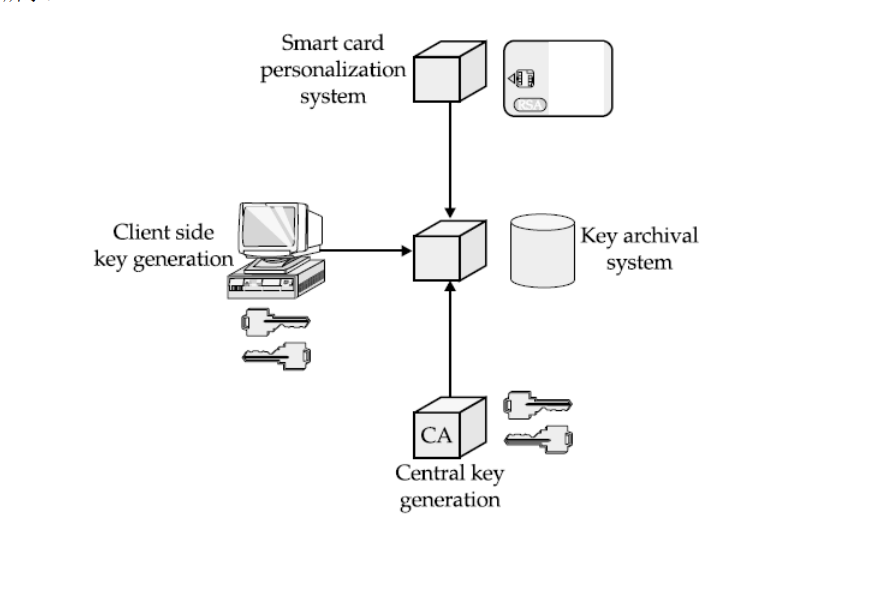 Smart card
personalization
system
RSA
Client side
key generation
Key archival
system
CA
Central key
generation